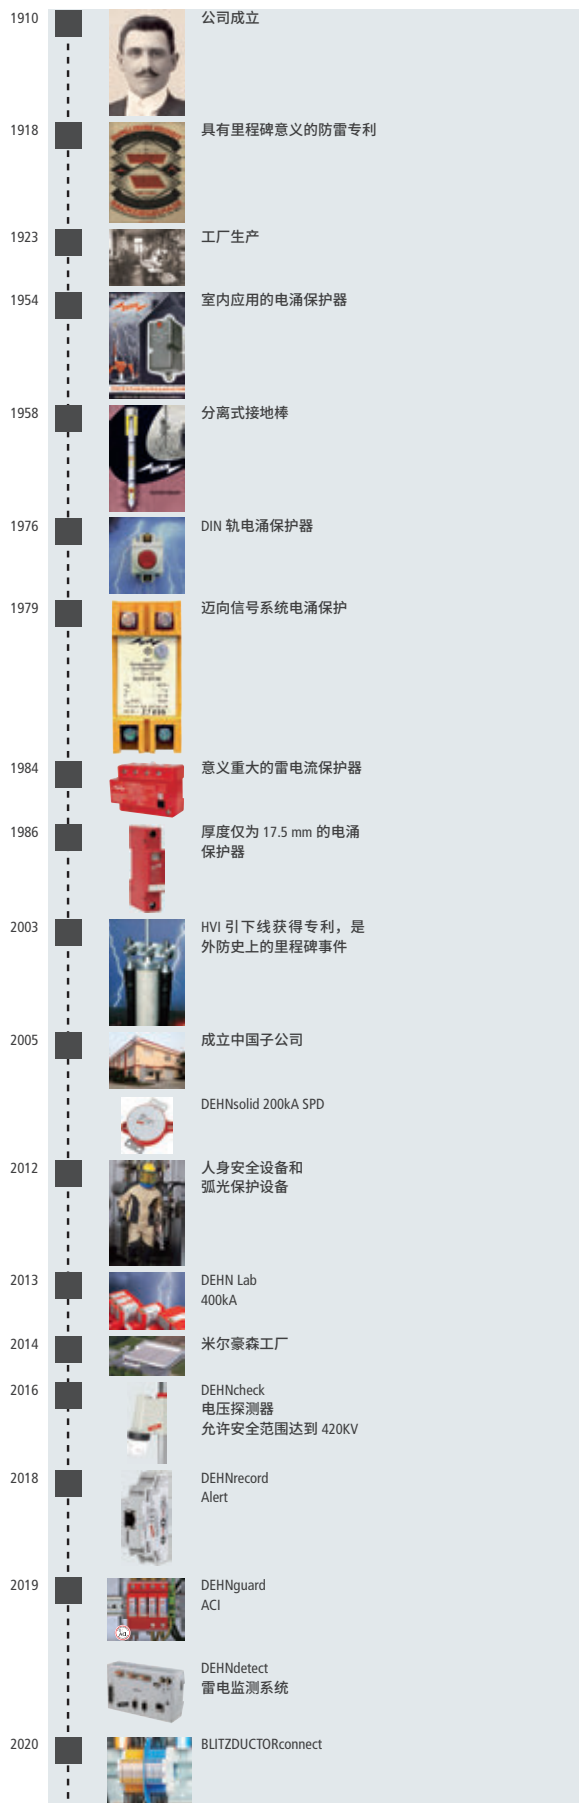 1910 公司成立
1918 具有里程碑意义的防雷专利
1923 工厂生产
1954 室内应用的电涌保护器
1958 分离式接地棒
1976 DIN 轨电涌保护器
1979 迈向信号系统电涌保护
1984 意义重大的雷电流保护器
1986 厚度仅为 17.5 mm 的电涌
保护器
2003 HVI 引下线获得专利，是
外防史上的里程碑事件
2005 成立中国子公司
DEHNsolid 200kA SPD
2012 人身安全设备和
弧光保护设备
2013 DEHN Lab
400kA
2014 米尔豪森工厂
2016 DEHNcheck
电压探测器
允许安全范围达到 420KV
2018 DEHNrecord
Alert
2019 DEHNguard
ACI
DEHNdetect
雷电监测系统
2020 BLITZDUCTORconnect